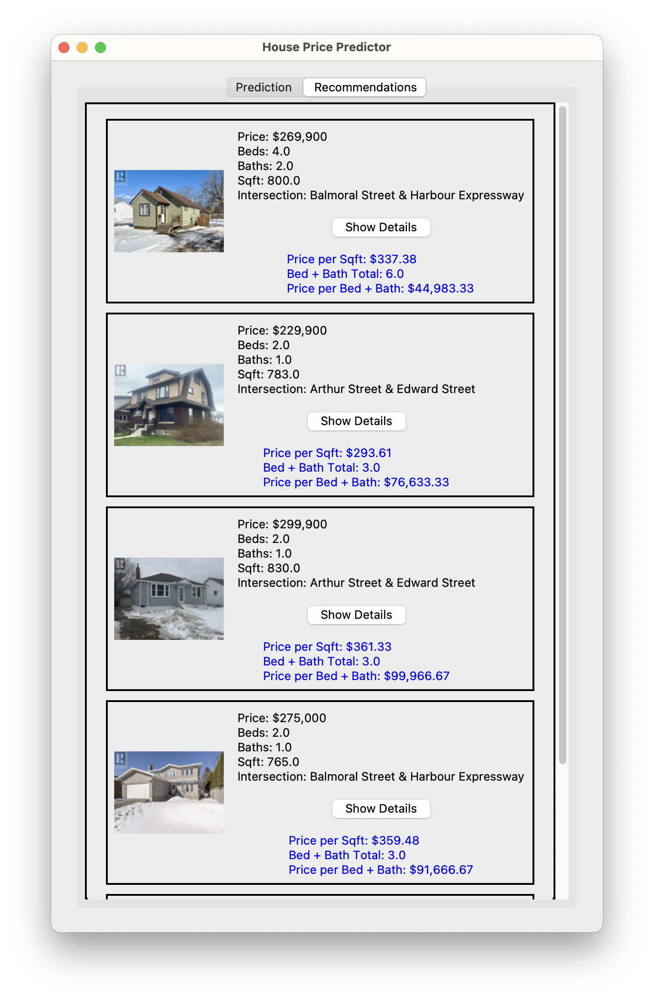 House Price Predictor
Prediction
Recommendations
Price: $269,900
Beds: 4.0
Baths: 2.0
Sqft: 800.0
Intersection: Balmoral Street & Harbour Expressway
Show Details
Price per Sqft: $337.38
Bed + Bath Total: 6.0
Price per Bed + Bath: $44,983.33
Price: $229,900
Beds: 2.0
Baths: 1.0
Sqft: 783.0
Intersection: Arthur Street & Edward Street
Show Details
Price per Sqft: $293.61
Bed + Bath Total: 3.0
Price per Bed + Bath: $76,633.33
Price: $299,900
Beds: 2.0
Baths: 1.0
Sqft: 830.0
Intersection: Arthur Street & Edward Street
Show Details
Price per Sqft: $361.33
Bed + Bath Total: 3.0
Price per Bed + Bath: $99,966.67
Price: $275,000
Beds: 2.0
Baths: 1.0
Sqft: 765.0
Intersection: Balmoral Street & Harbour Expressway
Show Details
Price per Sqft: $359.48
Bed + Bath Total: 3.0
Price per Bed + Bath: $91,666.67